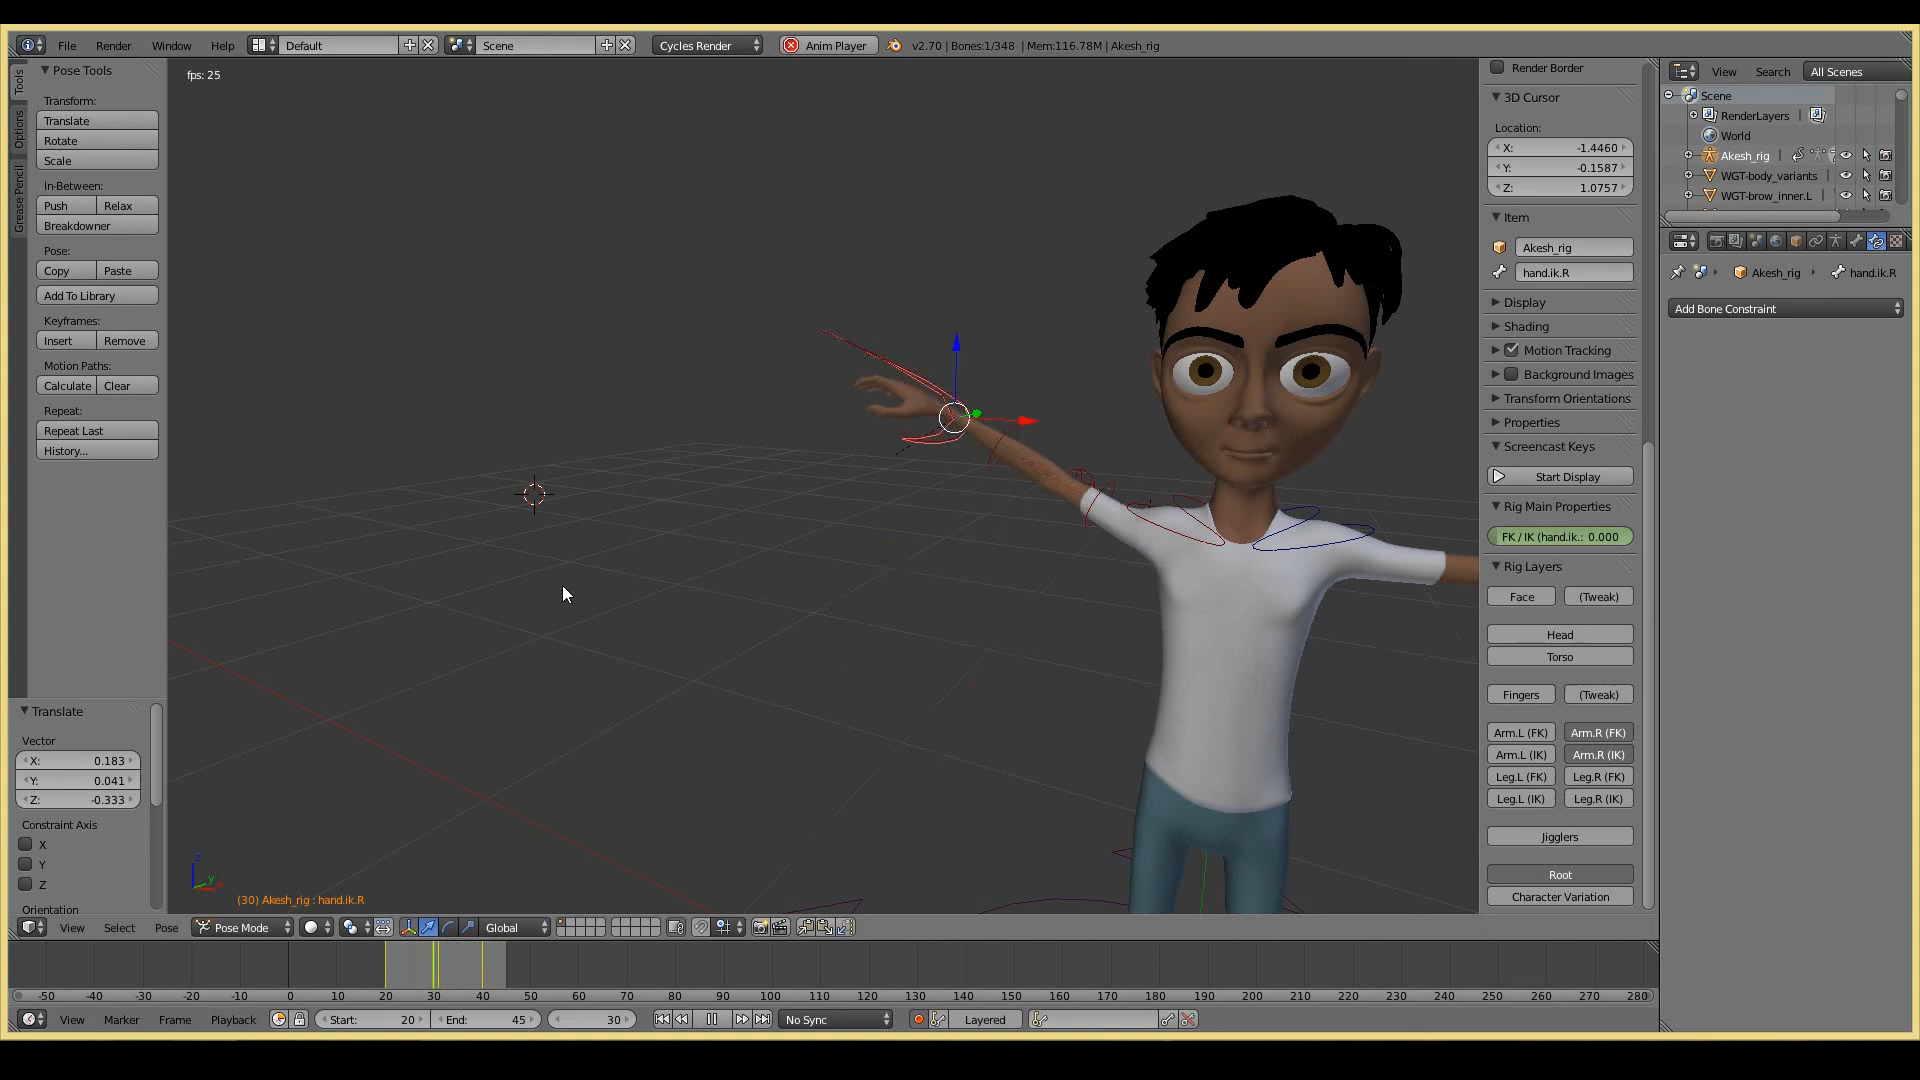 File Render Window Help Default Scene Cycles Render Anim Player v2.70 | Bones:1/348 | Mem:116.78M | Akesh_rig
Tools
Options
Grease Pencil
Pose Tools
Transform:
Translate
Rotate
Scale
In-Between:
Push Relax
Breakdowner
Pose:
Copy Paste
Add To Library
Keyframes:
Insert Remove
Motion Paths:
Calculate Clear
Repeat:
Repeat Last
History...
Translate
Vector
X: 0.183
Y: 0.041
Z: -0.333
Constraint Axis
X
Y
Z
Orientation
fps: 25
z
y
x
(30) Akesh_rig : hand.ik.R
Render Border
3D Cursor
Location:
X: -1.4460
Y: -0.1587
Z: 1.0757
Item
Akesh_rig
hand.ik.R
Display
Shading
Motion Tracking
Background Images
Transform Orientations
Properties
Screencast Keys
Start Display
Rig Main Properties
FK / IK (hand.ik.: 0.000
Rig Layers
Face (Tweak)
Head
Torso
Fingers (Tweak)
Arm.L (FK) Arm.R (FK)
Arm.L (IK) Arm.R (IK)
Leg.L (FK) Leg.R (FK)
Leg.L (IK) Leg.R (IK)
Jigglers
Root
Character Variation
View Search All Scenes
Scene
RenderLayers
World
Akesh_rig
WGT-body_variants
WGT-brow_inner.L
Akesh_rig hand.ik.R
Add Bone Constraint
View Select Pose Pose Mode Global
-50 -40 -30 -20 -10 0 10 20 30 40 50 60 70 80 90 100 110 120 130 140 150 160 170 180 190 200 210 220 230 240 250 260 270 280
View Marker Frame Playback Start: 20 End: 45 30 No Sync Layered